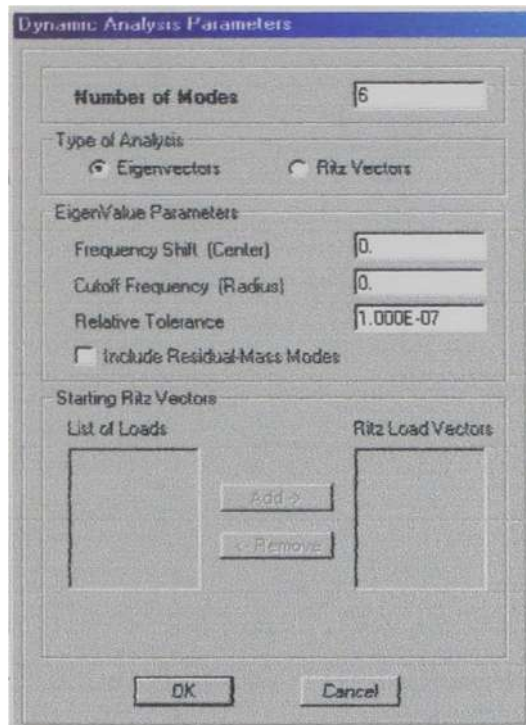 Dynamic Analysis Parameters
Number of Modes 6
Type of Analysis
Eigenvectors Ritz Vectors
EigenValue Parameters
Frequency Shift (Center) 0.
Cutoff Frequency (Radius) 0.
Relative Tolerance 1.000E-07
Include Residual-Mass Modes
Starting Ritz Vectors
List of Loads Ritz Load Vectors
Add ->
<- Remove
OK Cancel